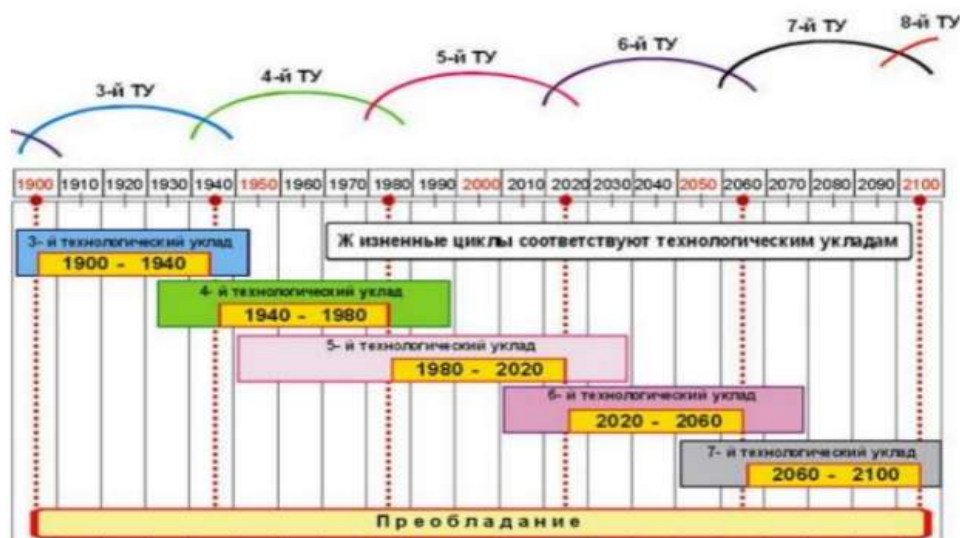 3-й ТУ
4-й ТУ
5-й ТУ
6-й ТУ
7-й ТУ
8-й ТУ
1900 1910 1920 1930 1940 1950 1960 1970 1980 1990 2000 2010 2020 2030 2040 2050 2060 2070 2080 2090 2100
Жизненные циклы соответствуют технологическим укладам
3- й технологический уклад
1900 - 1940
4- й технологический уклад
1940 - 1980
5- й технологический уклад
1980 - 2020
6- й технологический уклад
2020 - 2060
7- й технологический уклад
2060 - 2100
Преобладание